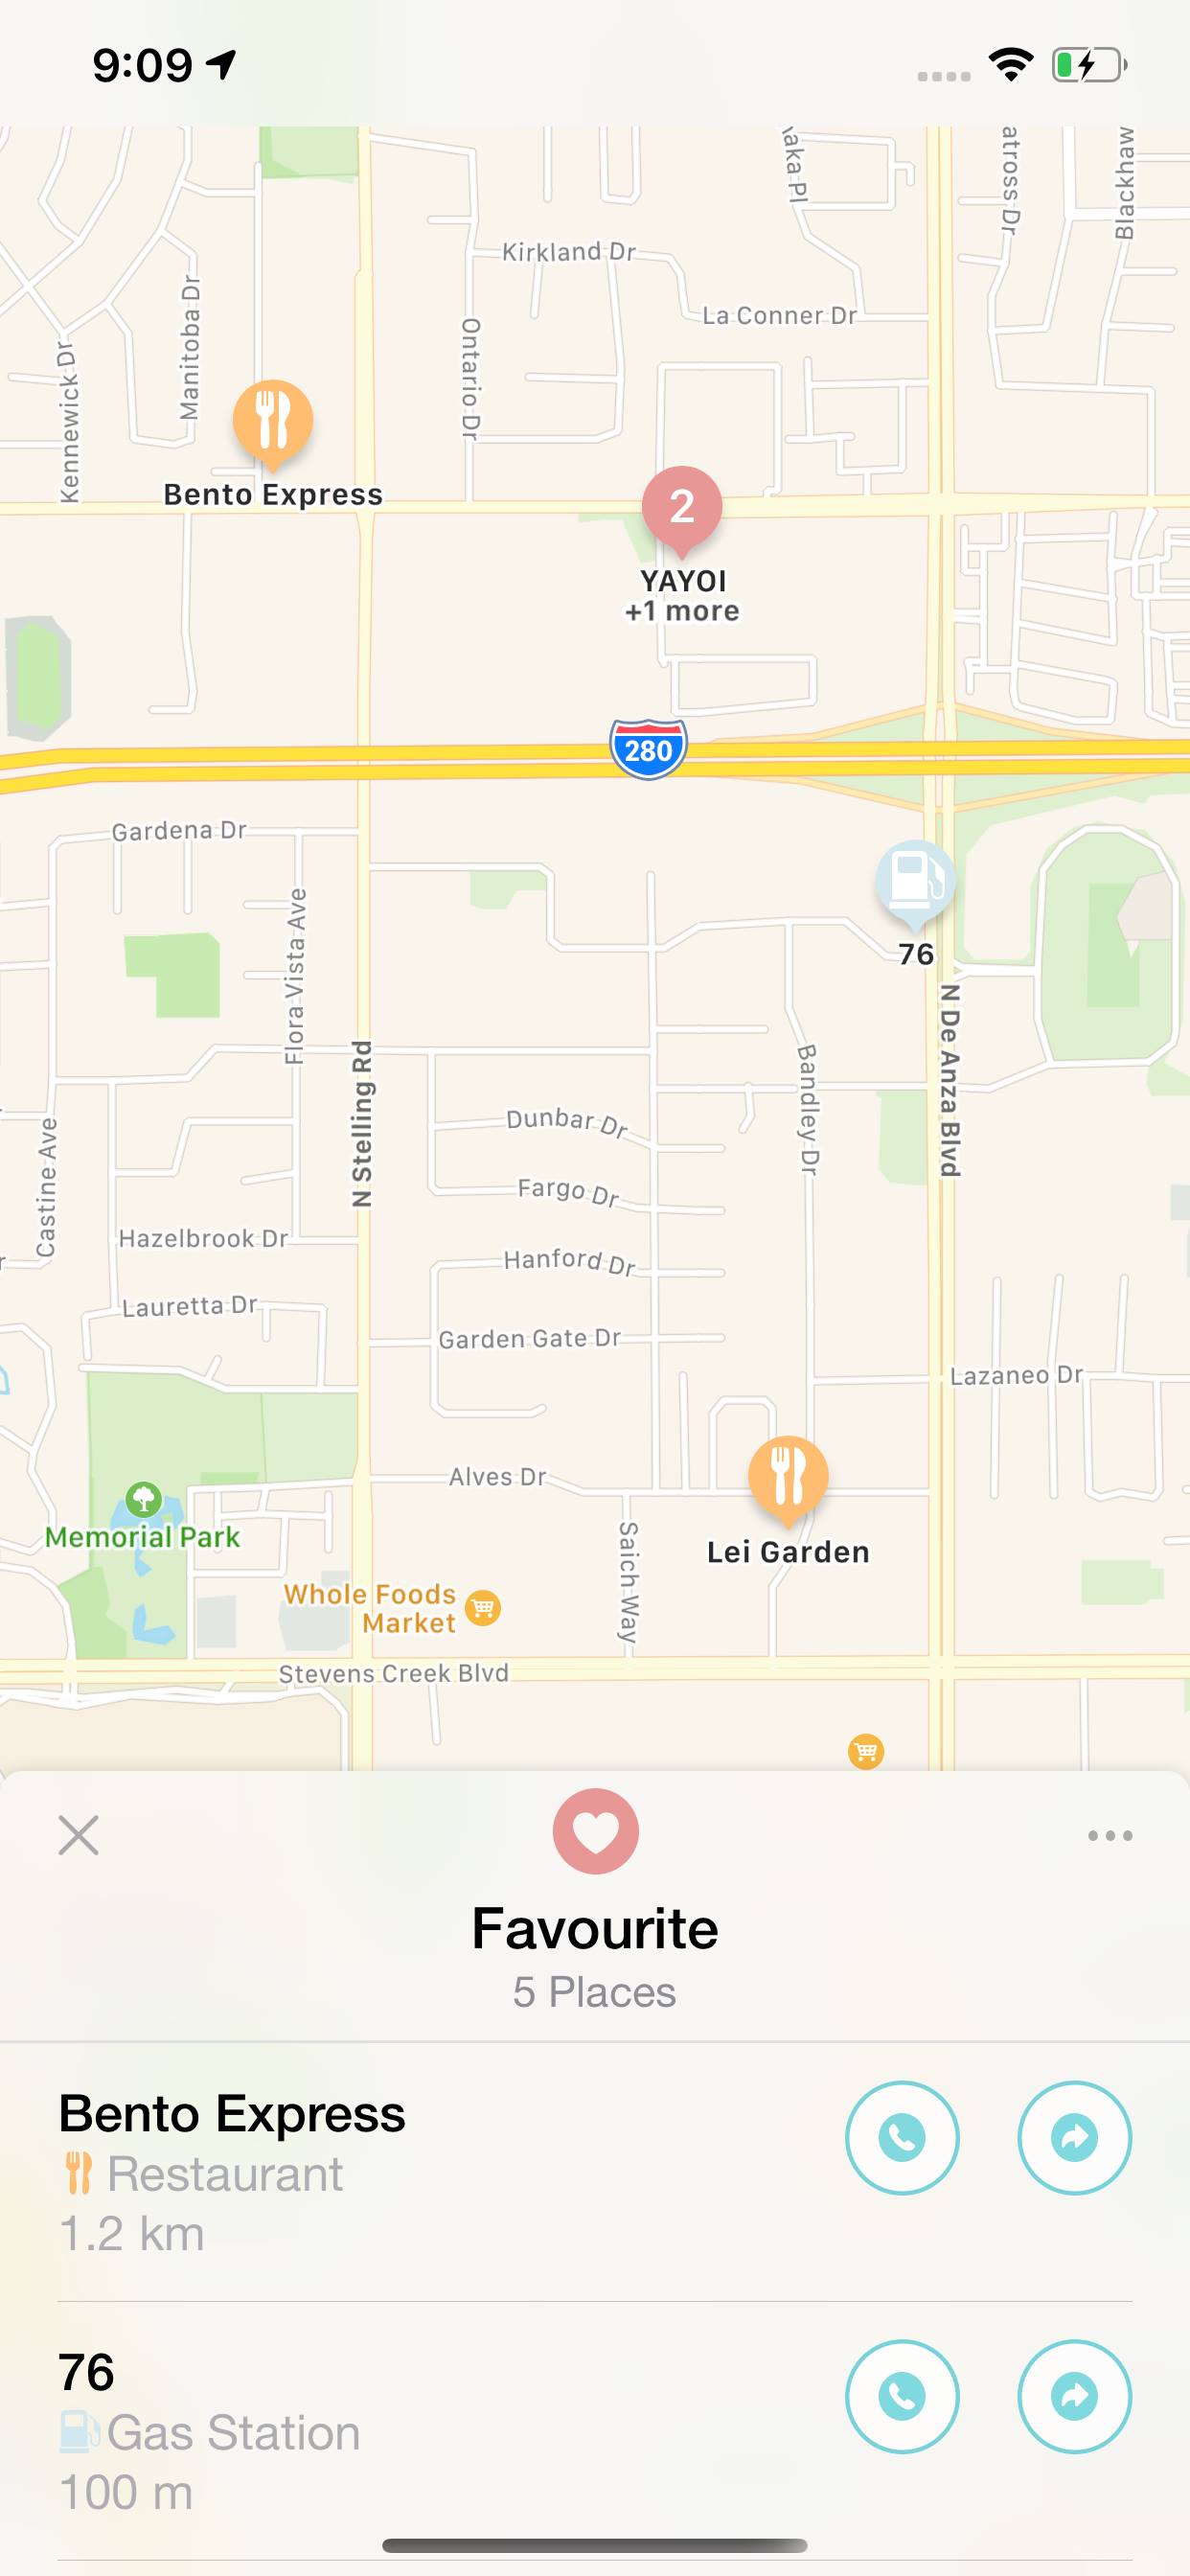 9:09
aka Pl
atross Dr
Blackhaw
Kirkland Dr
La Conner Dr
Manitoba Dr
Ontario Dr
Kennewick Dr
Bento Express
2
YAYOI
+1 more
280
Gardena Dr
Flora Vista Ave
76
N De Anza Blvd
N Stelling Rd
Bandley Dr
Dunbar Dr
Castine Ave
Fargo Dr
Hazelbrook Dr
Hanford Dr
Lauretta Dr
Garden Gate Dr
Lazaneo Dr
Alves Dr
Memorial Park
Saich Way
Lei Garden
Whole Foods
Market
Stevens Creek Blvd
Favourite
5 Places
Bento Express
Restaurant
1.2 km
76
Gas Station
100 m